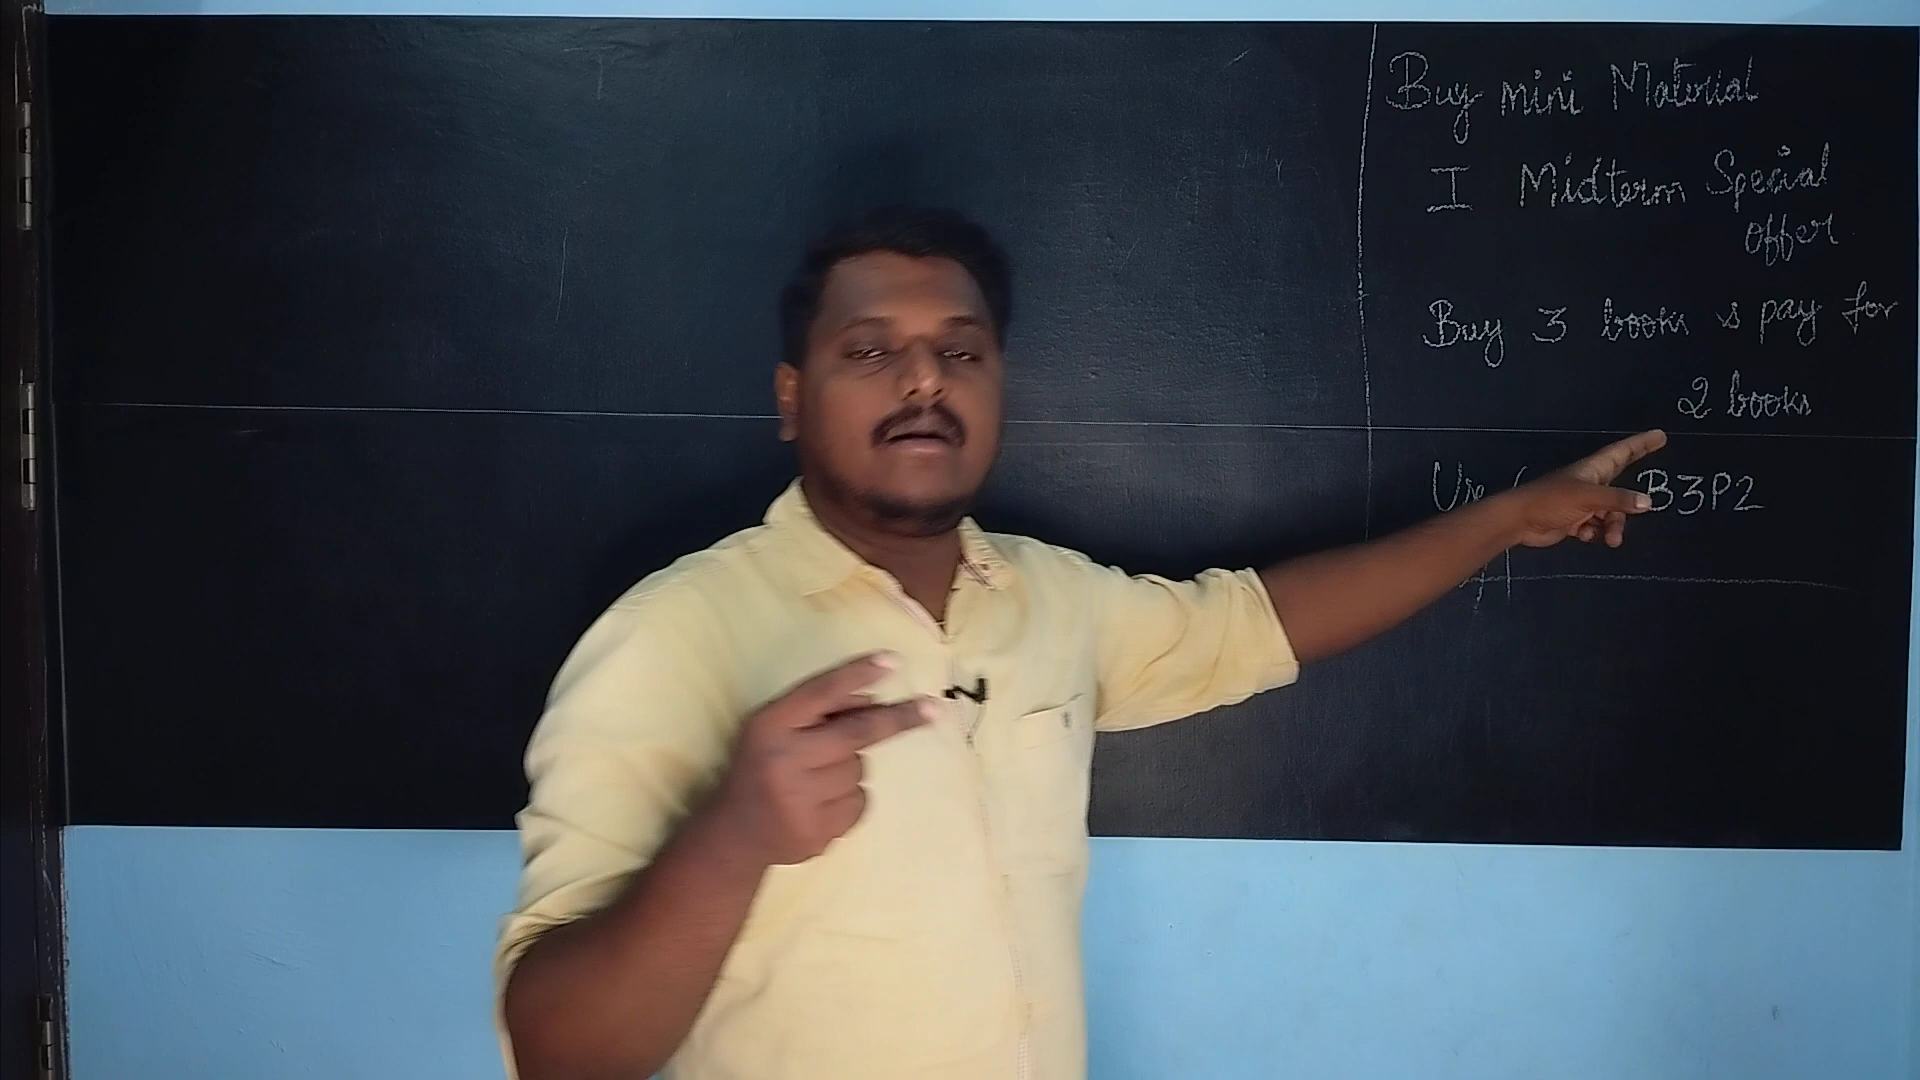 Buy mini Material
I Midterm Special
offer
Buy 3 books & pay for
2 books
Use B3P2